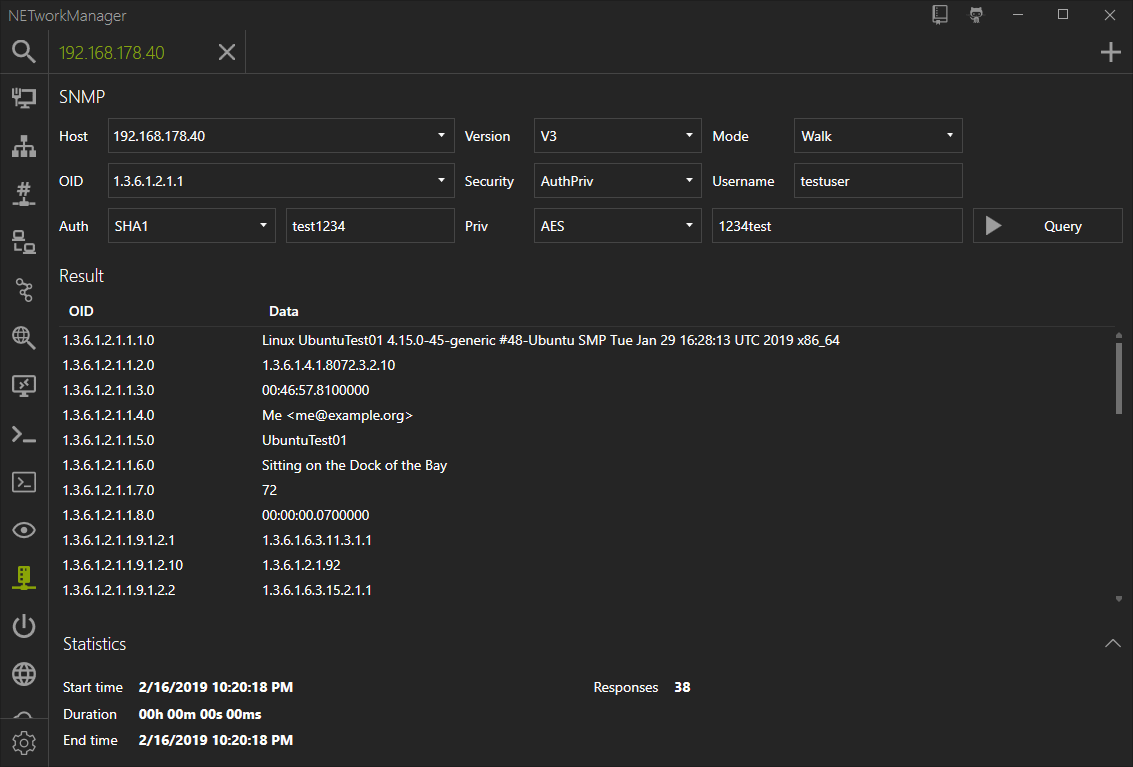 NETworkManager
192.168.178.40
SNMP
Host 192.168.178.40 Version V3 Mode Walk
OID 1.3.6.1.2.1.1 Security AuthPriv Username testuser
Auth SHA1 test1234 Priv AES 1234test Query
Result
OID Data
1.3.6.1.2.1.1.1.0 Linux UbuntuTest01 4.15.0-45-generic #48-Ubuntu SMP Tue Jan 29 16:28:13 UTC 2019 x86_64
1.3.6.1.2.1.1.2.0 1.3.6.1.4.1.8072.3.2.10
1.3.6.1.2.1.1.3.0 00:46:57.8100000
1.3.6.1.2.1.1.4.0 Me <me@example.org>
1.3.6.1.2.1.1.5.0 UbuntuTest01
1.3.6.1.2.1.1.6.0 Sitting on the Dock of the Bay
1.3.6.1.2.1.1.7.0 72
1.3.6.1.2.1.1.8.0 00:00:00.0700000
1.3.6.1.2.1.1.9.1.2.1 1.3.6.1.6.3.11.3.1.1
1.3.6.1.2.1.1.9.1.2.10 1.3.6.1.2.1.92
1.3.6.1.2.1.1.9.1.2.2 1.3.6.1.6.3.15.2.1.1
Statistics
Start time 2/16/2019 10:20:18 PM Responses 38
Duration 00h 00m 00s 00ms
End time 2/16/2019 10:20:18 PM